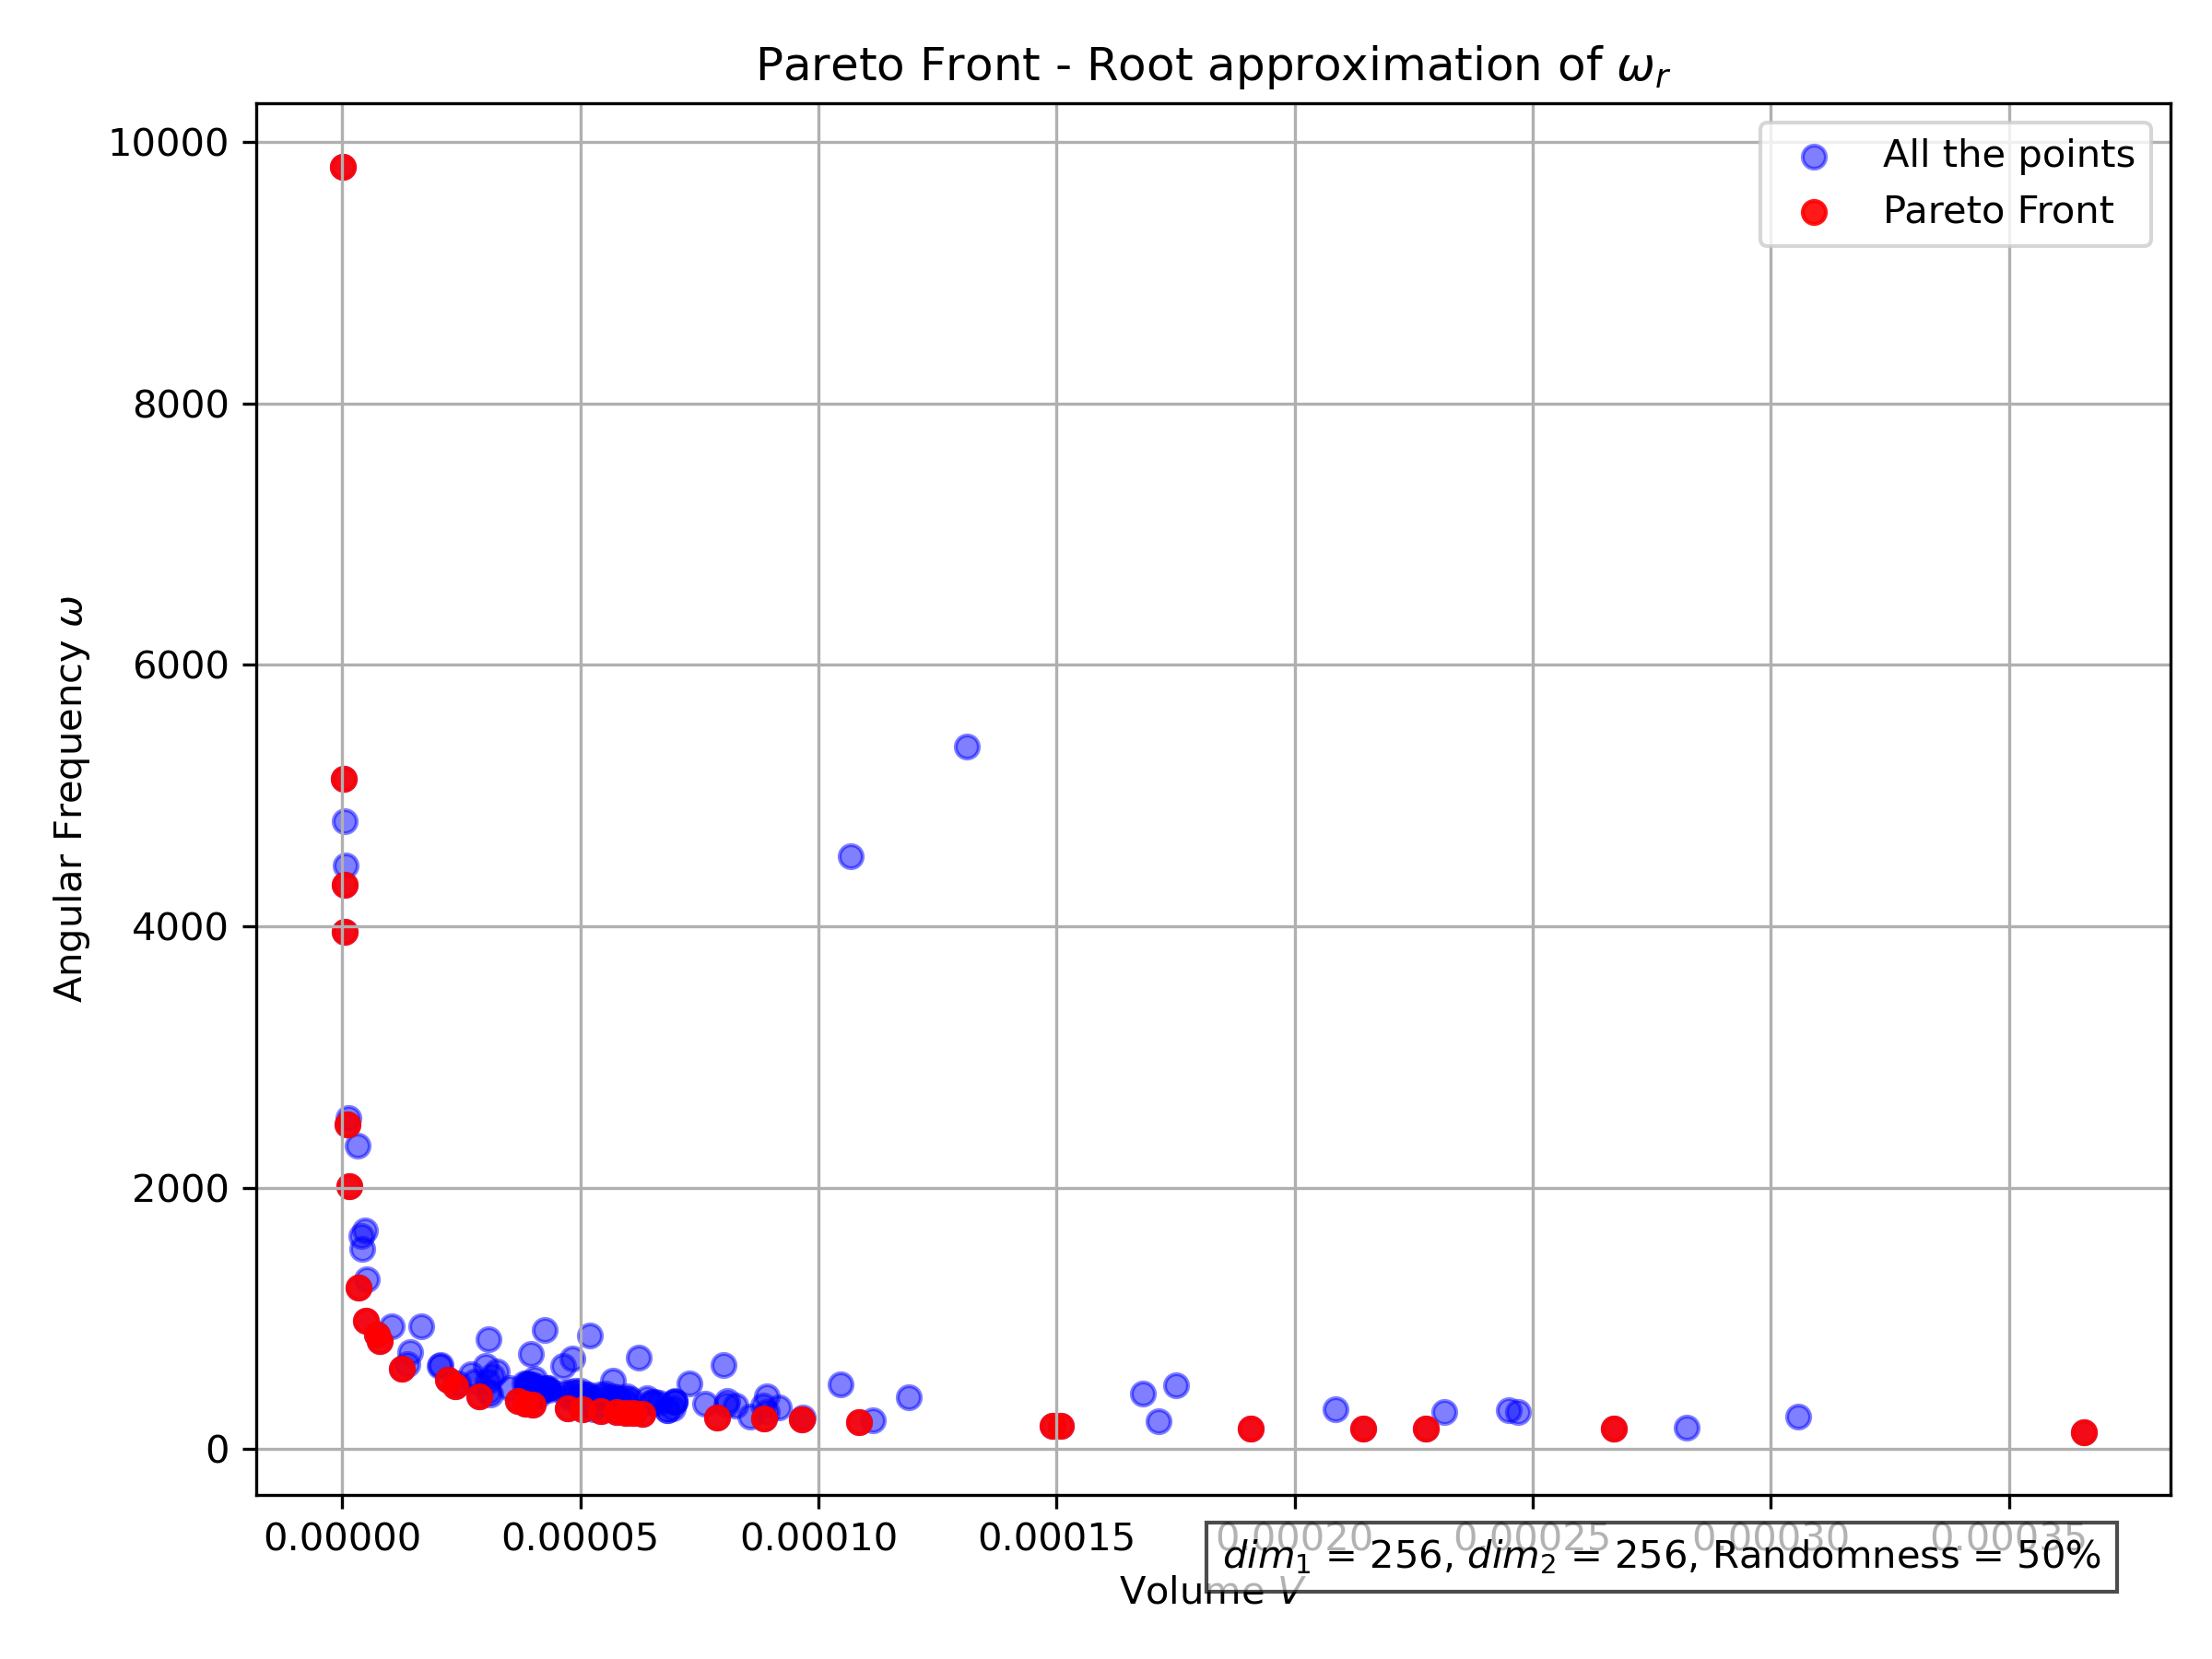 Pareto Front - Root approximation of ωᵣ
All the points
Pareto Front
10000
8000
6000
4000
2000
0
Angular Frequency ω
0.00000 0.00005 0.00010 0.00015 0.00020 0.00025 0.00030 0.00035
dim₁ = 256, dim₂ = 256, Randomness = 50%
Volume V